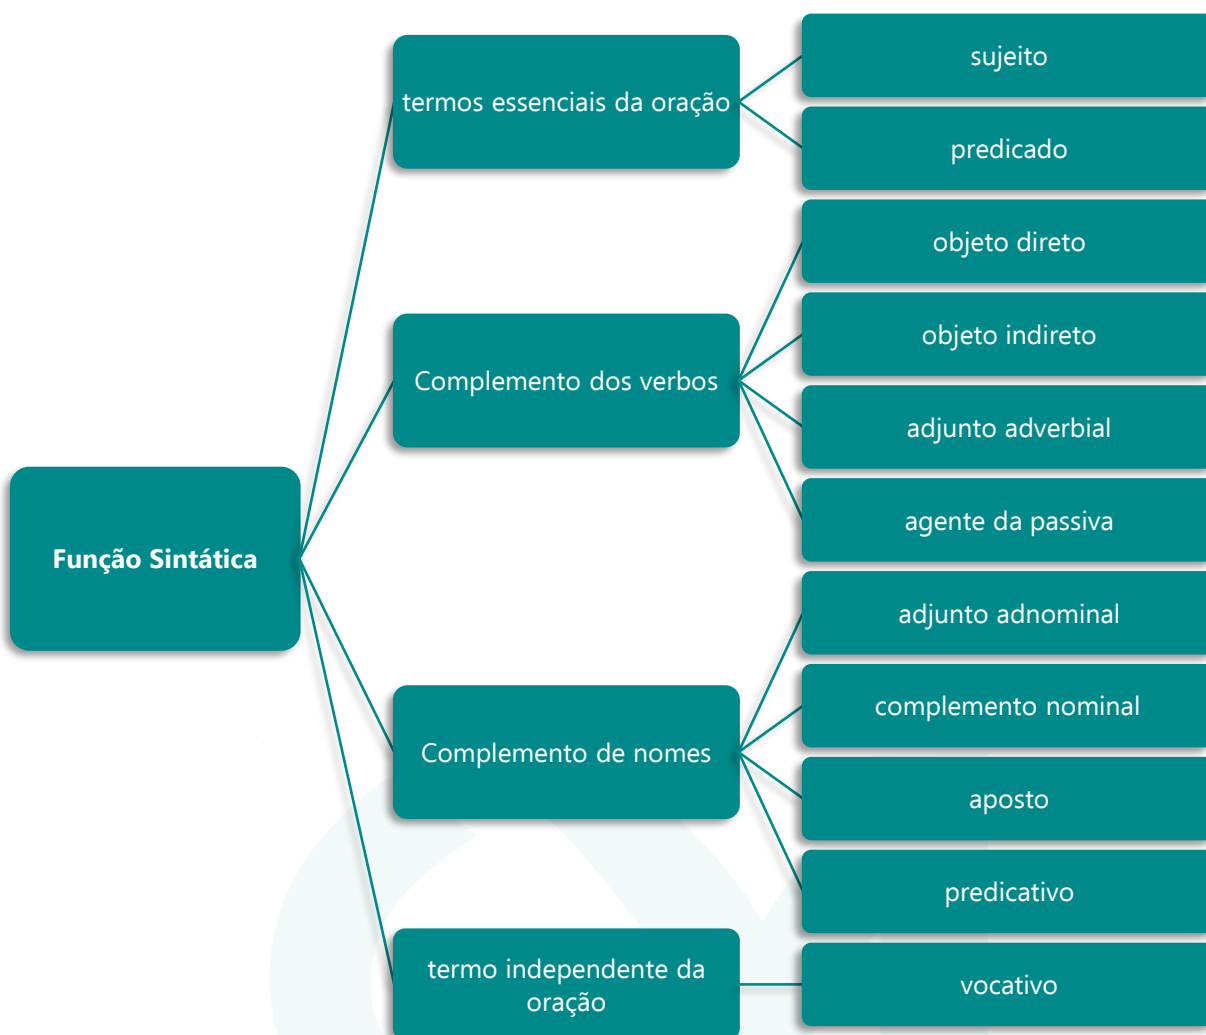 Função Sintática
termos essenciais da oração
sujeito
predicado
Complemento dos verbos
objeto direto
objeto indireto
adjunto adverbial
agente da passiva
Complemento de nomes
adjunto adnominal
complemento nominal
aposto
predicativo
termo independente da
oração
vocativo